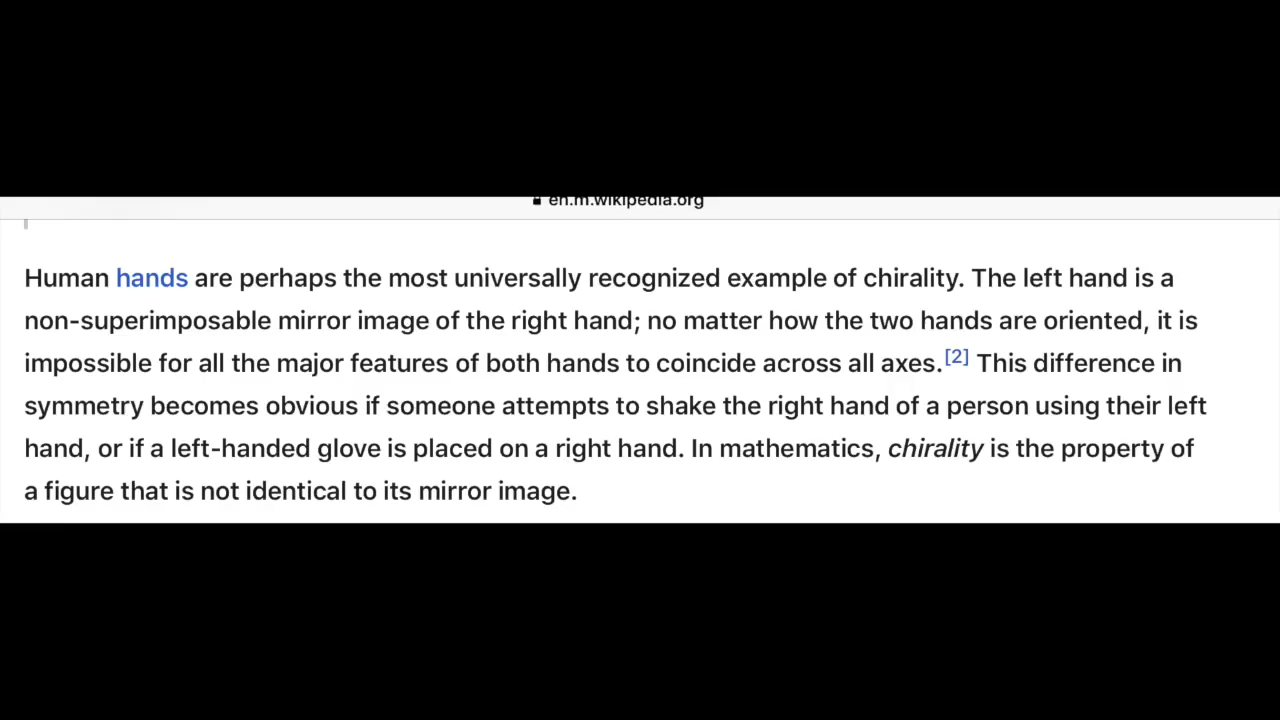 en.m.wikipedia.org
Human hands are perhaps the most universally recognized example of chirality. The left hand is a
non-superimposable mirror image of the right hand; no matter how the two hands are oriented, it is
impossible for all the major features of both hands to coincide across all axes.[2] This difference in
symmetry becomes obvious if someone attempts to shake the right hand of a person using their left
hand, or if a left-handed glove is placed on a right hand. In mathematics, chirality is the property of
a figure that is not identical to its mirror image.